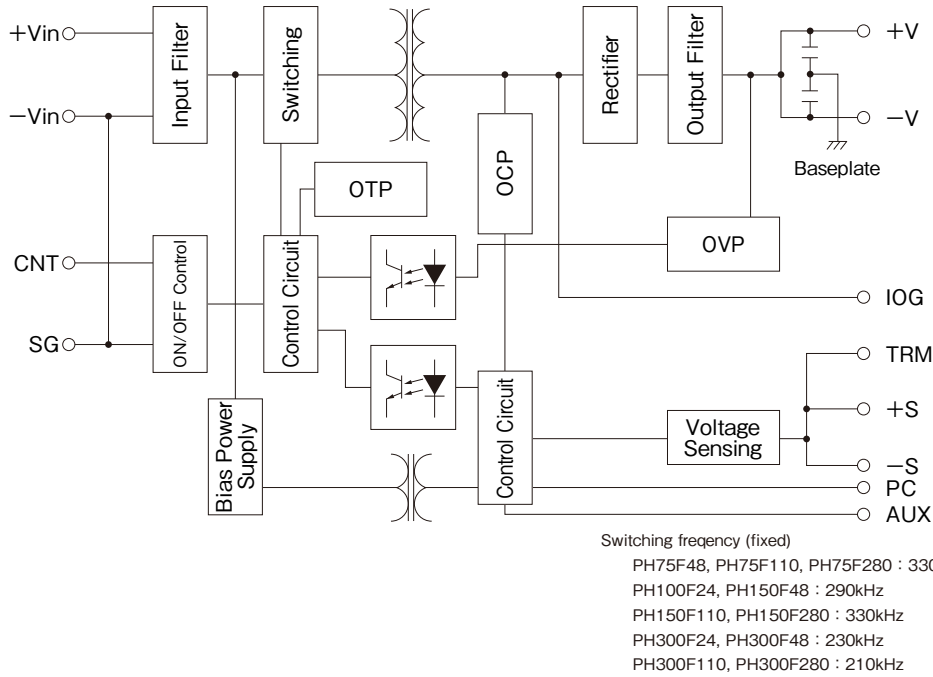 +Vin
−Vin
CNT
SG
Input Filter
Switching
Rectifier
Output Filter
+V
−V
Baseplate
OTP
OCP
OVP
ON/OFF Control
Control Circuit
IOG
TRM
+S
−S
PC
AUX
Bias Power
Supply
Control Circuit
Voltage
Sensing
Switching freqency (fixed)
PH75F48, PH75F110, PH75F280 : 330
PH100F24, PH150F48 : 290kHz
PH150F110, PH150F280 : 330kHz
PH300F24, PH300F48 : 230kHz
PH300F110, PH300F280 : 210kHz